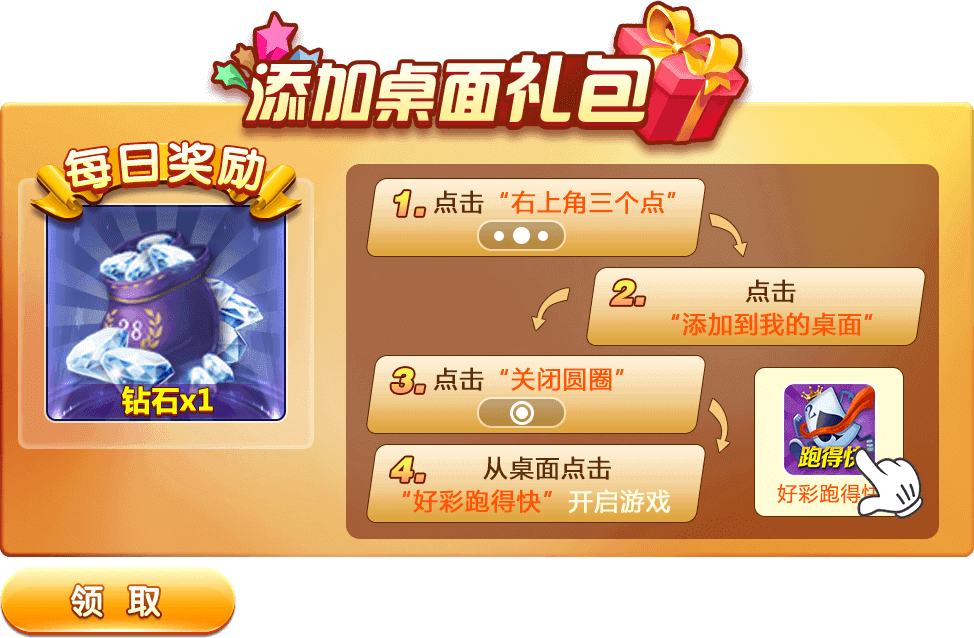 添加桌面礼包
每日奖励
28
钻石x1
1.点击“右上角三个点”
2.点击
“添加到我的桌面”
3.点击“关闭圆圈”
4.从桌面点击
“好彩跑得快”开启游戏
2
跑得快
好彩跑得快
领取